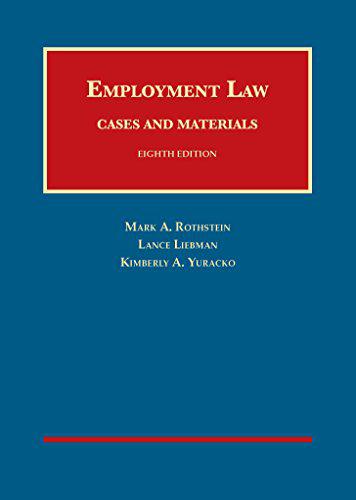 EMPLOYMENT LAW
CASES AND MATERIALS
EIGHTH EDITION
MARK A. ROTHSTEIN
LANCE LIEBMAN
KIMBERLY A. YURACKO